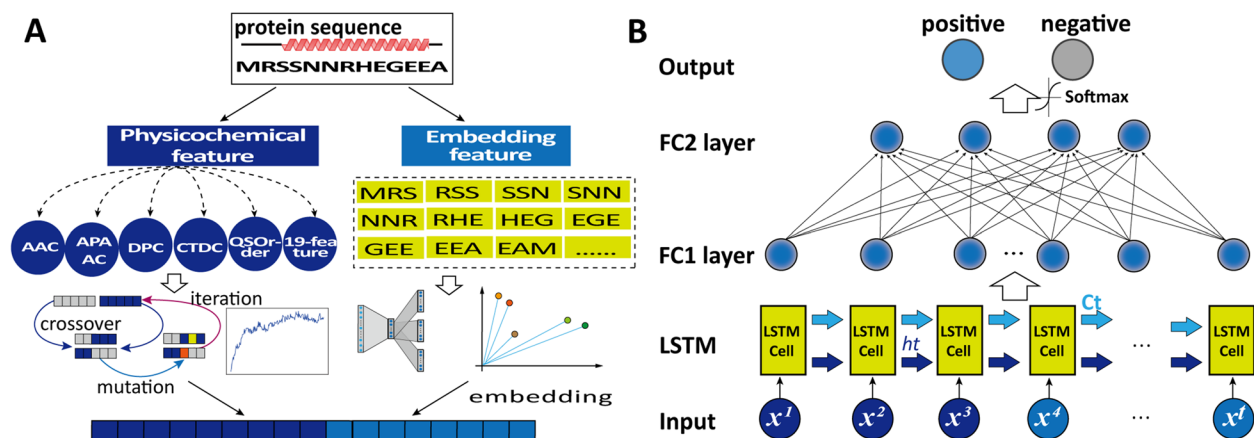 A
protein sequence
MRSSNNRHEGEEA
Physicochemical
feature
Embedding
feature
AAC
APA
AC
DPC
CTDC
QSOr-
der
19-fea
ture
MRS RSS SSN SNN
NNR RHE HEG EGE
GEE EEA EAM ......
iteration
crossover
mutation
embedding
B
positive negative
Output
Softmax
FC2 layer
FC1 layer
...
LSTM
LSTM
Cell
LSTM
Cell
ht
LSTM
Cell
LSTM
Cell
Ct
...
LSTM
Cell
Input
x1
x2
x3
x4
...
xt